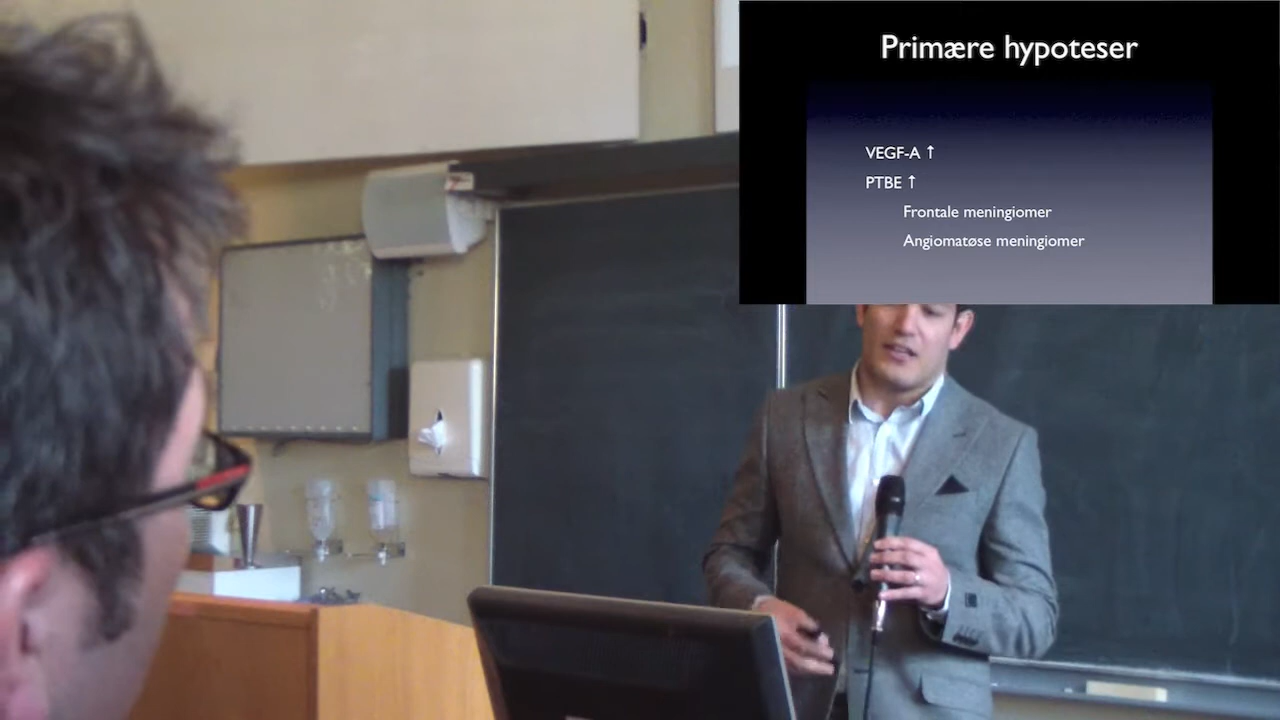 Primære hypoteser
VEGF-A ↑
PTBE ↑
Frontale meningiomer
Angiomatøse meningiomer